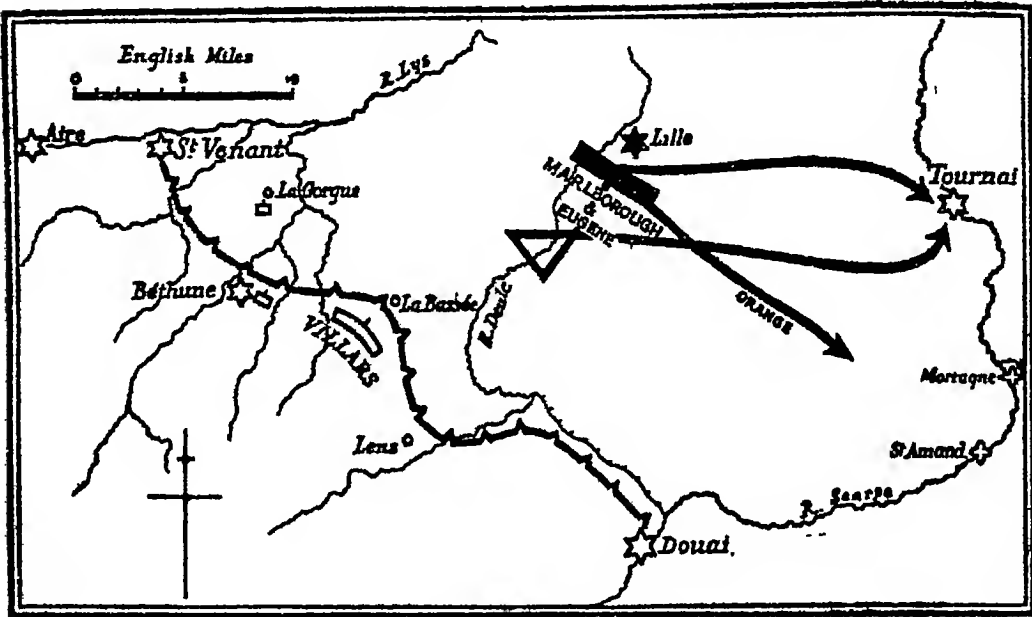 English Miles
0 5 10
R. Lys
Aire
St Venant
Lille
La Gorgue
Tournai
MARLBOROUGH
&
EUGENE
Béthune
La Bassée
R. Deule
ORANGE
VILLARS
Mortagne
Lens
St Amand
R. Scarpe
Douai.